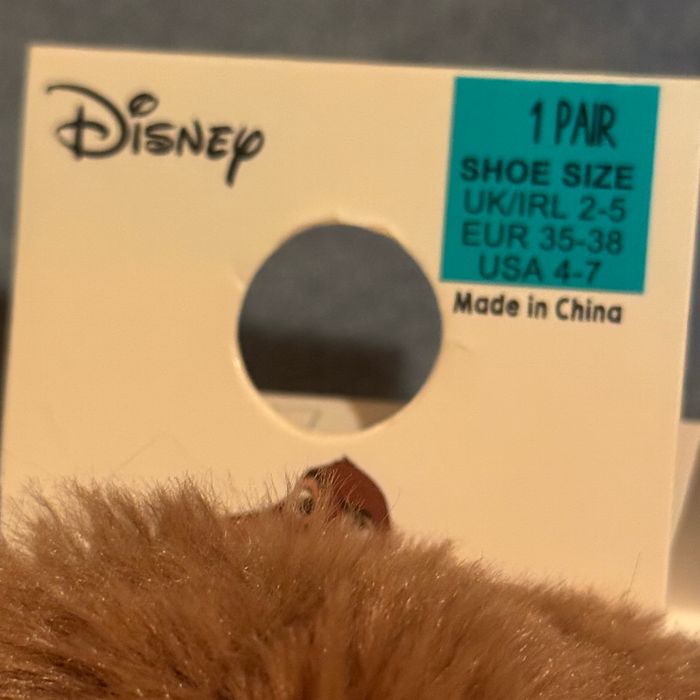 Disney
1 PAIR
SHOE SIZE
UK/IRL 2-5
EUR 35-38
USA 4-7
Made in China